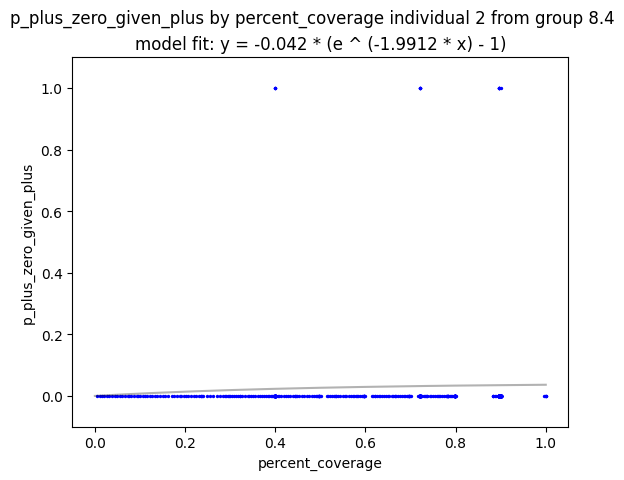 p_plus_zero_given_plus by percent_coverage individual 2 from group 8.4
model fit: y = -0.042 * (e ^ (-1.9912 * x) - 1)
1.0
0.8
0.6
0.4
0.2
0.0
p_plus_zero_given_plus
0.0 0.2 0.4 0.6 0.8 1.0
percent_coverage